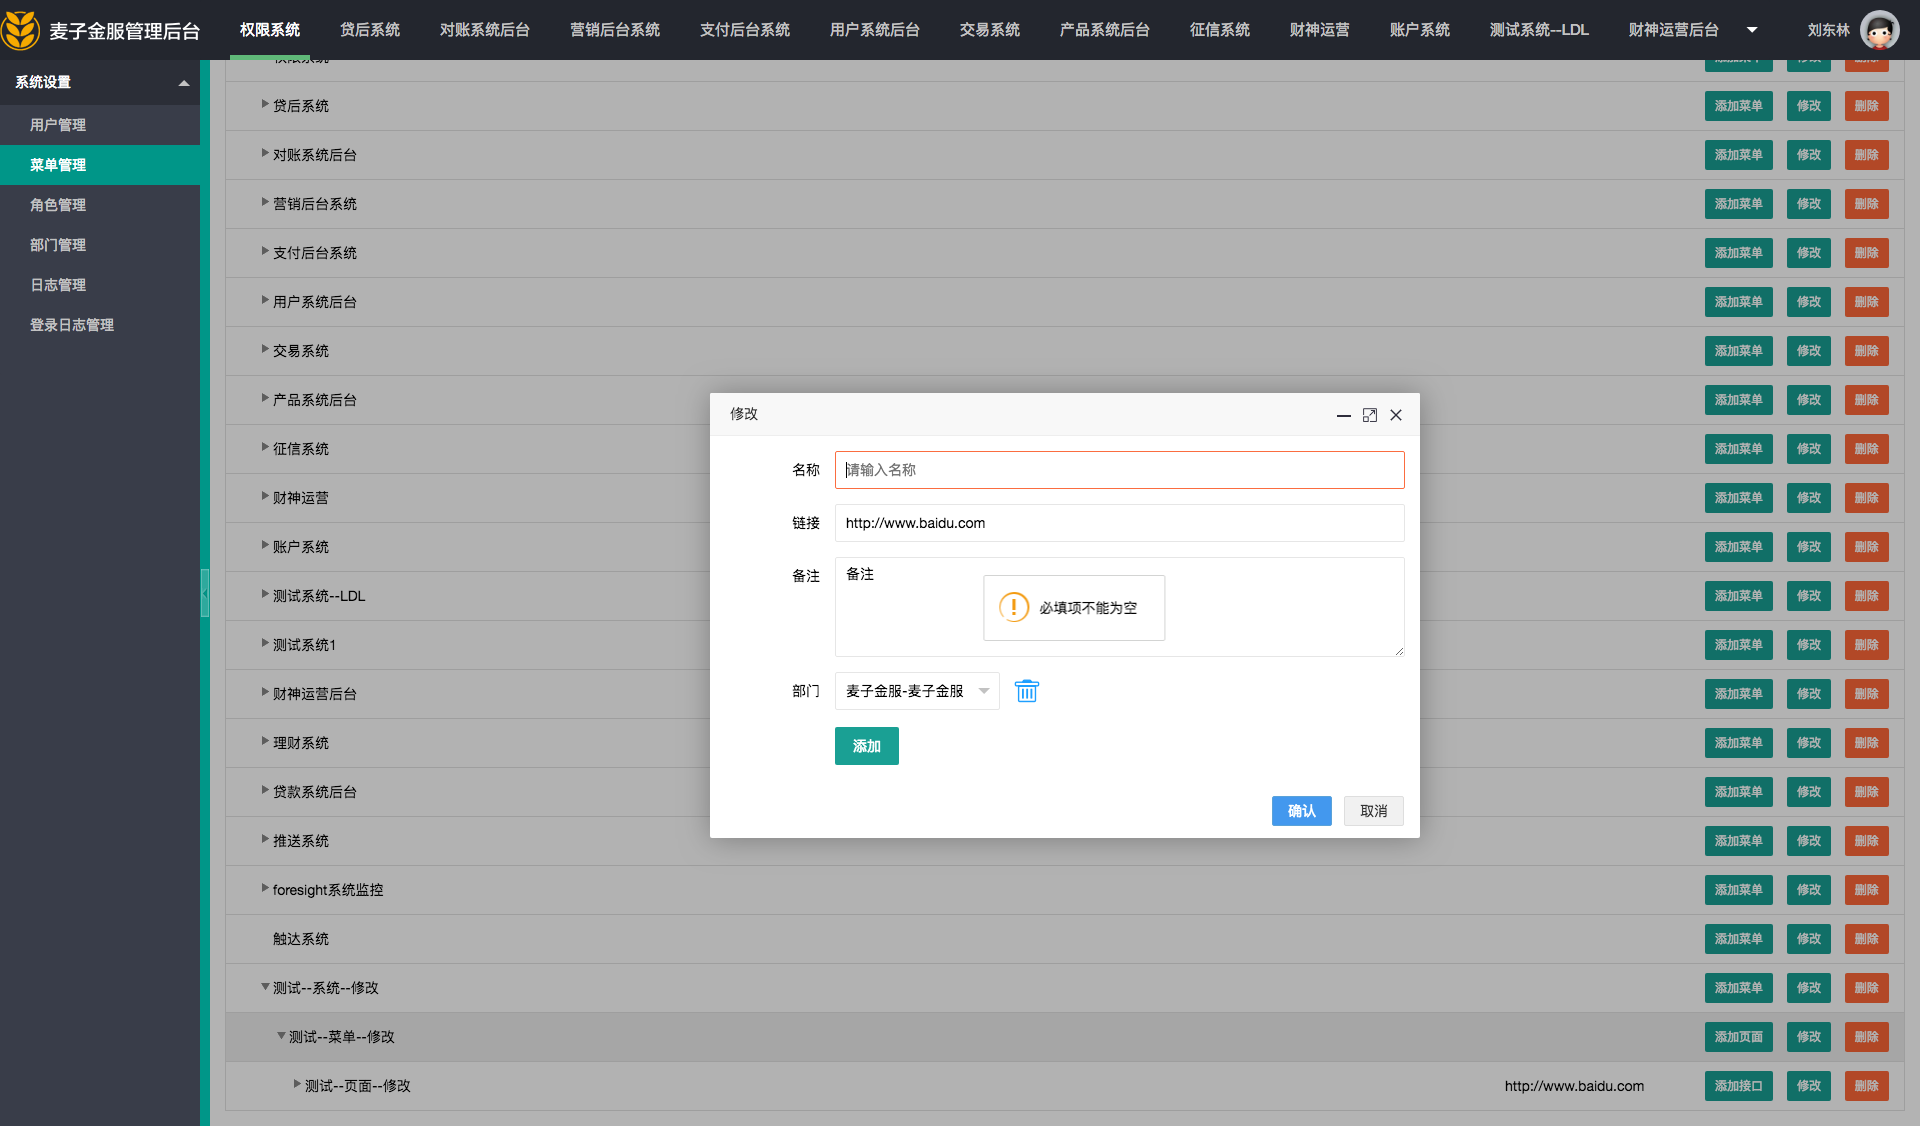 麦子金服管理后台
权限系统 贷后系统 对账系统后台 营销后台系统 支付后台系统 用户系统后台 交易系统 产品系统后台 征信系统 财神运营 账户系统 测试系统--LDL 财神运营后台 刘东林
系统设置
用户管理
菜单管理
角色管理
部门管理
日志管理
登录日志管理
权限系统 添加菜单 修改 删除
贷后系统 添加菜单 修改 删除
对账系统后台 添加菜单 修改 删除
营销后台系统 添加菜单 修改 删除
支付后台系统 添加菜单 修改 删除
用户系统后台 添加菜单 修改 删除
交易系统 添加菜单 修改 删除
产品系统后台 添加菜单 修改 删除
征信系统 添加菜单 修改 删除
财神运营 添加菜单 修改 删除
账户系统 添加菜单 修改 删除
测试系统--LDL 添加菜单 修改 删除
测试系统1 添加菜单 修改 删除
财神运营后台 添加菜单 修改 删除
理财系统 添加菜单 修改 删除
贷款系统后台 添加菜单 修改 删除
推送系统 添加菜单 修改 删除
foresight系统监控 添加菜单 修改 删除
触达系统 添加菜单 修改 删除
测试--系统--修改 添加菜单 修改 删除
测试--菜单--修改 添加页面 修改 删除
测试--页面--修改 http://www.baidu.com 添加接口 修改 删除
修改
名称 请输入名称
链接 http://www.baidu.com
备注 备注
必填项不能为空
部门 麦子金服-麦子金服
添加
确认 取消